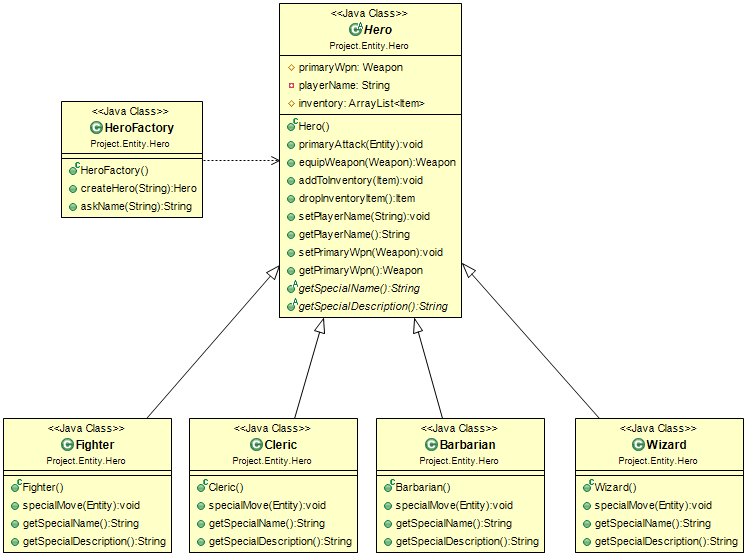 <<Java Class>>
Hero
Project.Entity.Hero
primaryWpn: Weapon
playerName: String
inventory: ArrayList<Item>
Hero()
primaryAttack(Entity):void
equipWeapon(Weapon):Weapon
addToInventory(Item):void
dropInventoryItem():Item
setPlayerName(String):void
getPlayerName():String
setPrimaryWpn(Weapon):void
getPrimaryWpn():Weapon
getSpecialName():String
getSpecialDescription():String
<<Java Class>>
HeroFactory
Project.Entity.Hero
HeroFactory()
createHero(String):Hero
askName(String):String
<<Java Class>>
Fighter
Project.Entity.Hero
Fighter()
specialMove(Entity):void
getSpecialName():String
getSpecialDescription():String
<<Java Class>>
Cleric
Project.Entity.Hero
Cleric()
specialMove(Entity):void
getSpecialName():String
getSpecialDescription():String
<<Java Class>>
Barbarian
Project.Entity.Hero
Barbarian()
specialMove(Entity):void
getSpecialName():String
getSpecialDescription():String
<<Java Class>>
Wizard
Project.Entity.Hero
Wizard()
specialMove(Entity):void
getSpecialName():String
getSpecialDescription():String